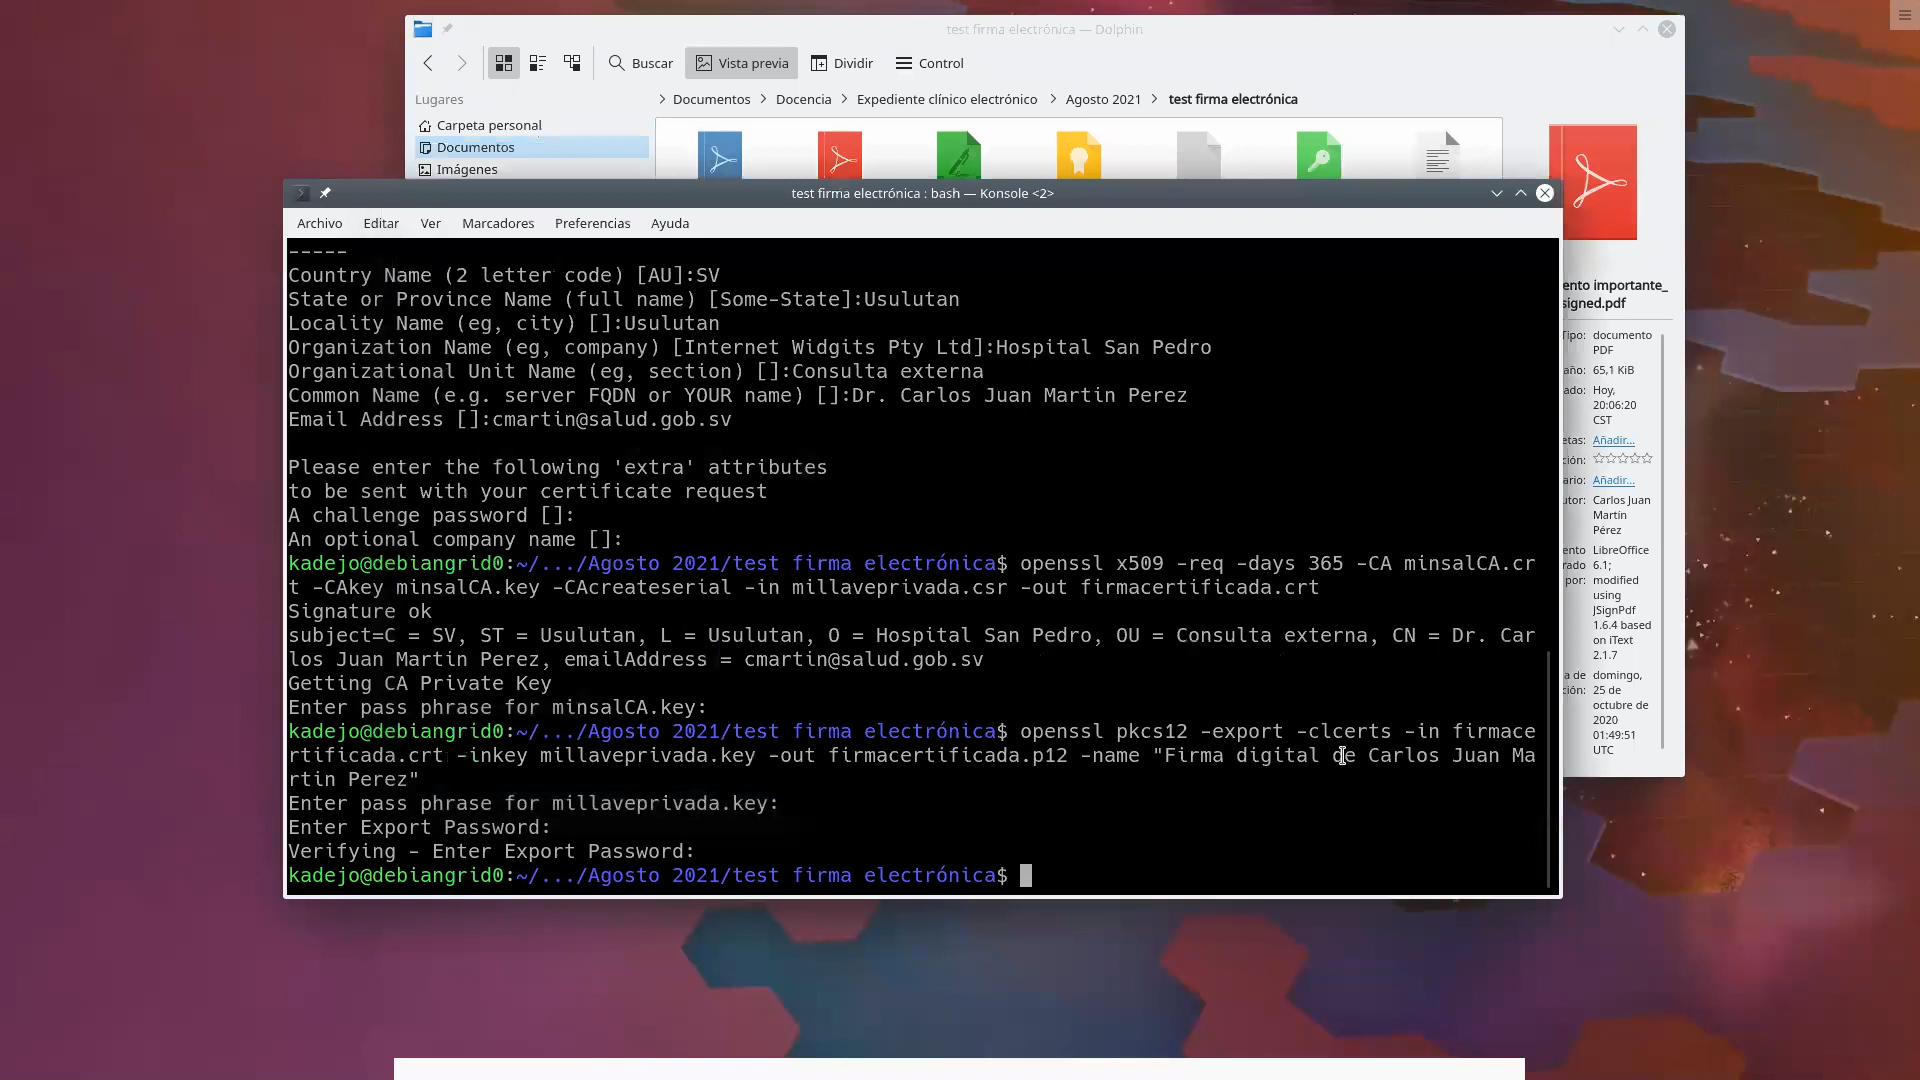 test firma electrónica — Dolphin
Buscar
Vista previa
Dividir
Control
Lugares
Documentos
Docencia
Expediente clínico electrónico
Agosto 2021
test firma electrónica
Carpeta personal
Documentos
Imágenes
test firma electrónica : bash — Konsole <2>
Archivo Editar Ver Marcadores Preferencias Ayuda
-----
Country Name (2 letter code) [AU]:SV
State or Province Name (full name) [Some-State]:Usulutan
Locality Name (eg, city) []:Usulutan
Organization Name (eg, company) [Internet Widgits Pty Ltd]:Hospital San Pedro
Organizational Unit Name (eg, section) []:Consulta externa
Common Name (e.g. server FQDN or YOUR name) []:Dr. Carlos Juan Martin Perez
Email Address []:cmartin@salud.gob.sv
Please enter the following 'extra' attributes
to be sent with your certificate request
A challenge password []:
An optional company name []:
kadejo@debiangrid0:~/.../Agosto 2021/test firma electrónica$ openssl x509 -req -days 365 -CA minsalCA.cr
t -CAkey minsalCA.key -CAcreateserial -in millaveprivada.csr -out firmacertificada.crt
Signature ok
subject=C = SV, ST = Usulutan, L = Usulutan, O = Hospital San Pedro, OU = Consulta externa, CN = Dr. Car
los Juan Martin Perez, emailAddress = cmartin@salud.gob.sv
Getting CA Private Key
Enter pass phrase for minsalCA.key:
kadejo@debiangrid0:~/.../Agosto 2021/test firma electrónica$ openssl pkcs12 -export -clcerts -in firmace
rtificada.crt -inkey millaveprivada.key -out firmacertificada.p12 -name "Firma digital de Carlos Juan Ma
rtin Perez"
Enter pass phrase for millaveprivada.key:
Enter Export Password:
Verifying - Enter Export Password:
kadejo@debiangrid0:~/.../Agosto 2021/test firma electrónica$
ento importante_
signed.pdf
Tipo: documento
PDF
año: 65,1 KiB
ado: Hoy,
20:06:20
CST
etas: Añadir...
ción:
ario: Añadir...
utor: Carlos Juan
Martín
Pérez
ento LibreOffice
rado 6.1;
por: modified
using
JSignPdf
1.6.4 based
on iText
2.1.7
a de domingo,
ción: 25 de
octubre de
2020
01:49:51
UTC